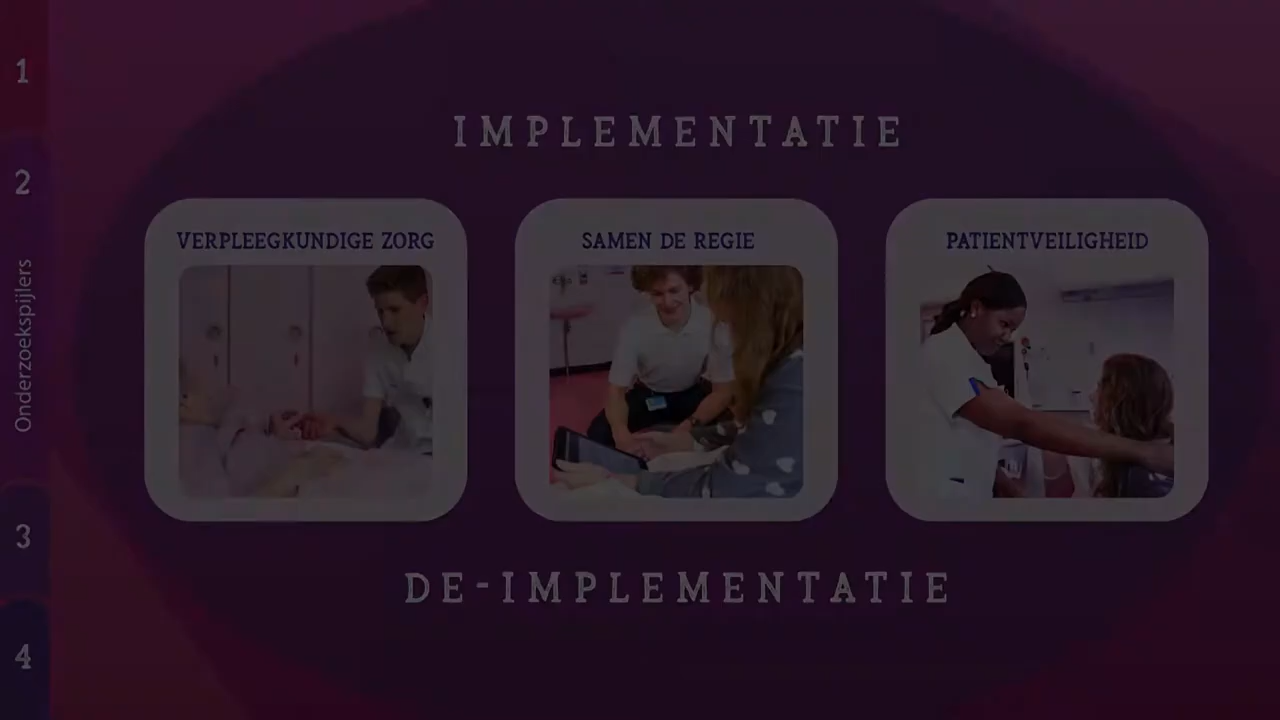 1
2
Onderzoekspijlers
3
4
IMPLEMENTATIE
VERPLEEGKUNDIGE ZORG
SAMEN DE REGIE
PATIENTVEILIGHEID
DE-IMPLEMENTATIE